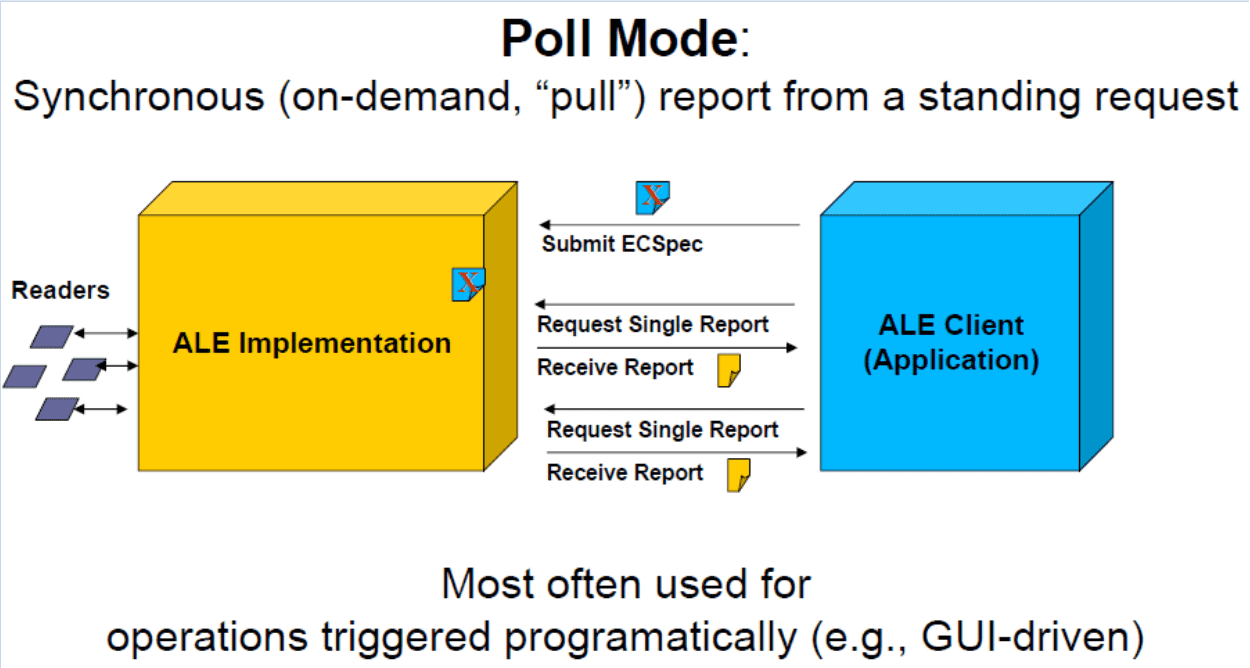 Poll Mode:
Synchronous (on-demand, “pull”) report from a standing request
X
Submit ECSpec
Readers
X
ALE Implementation
Request Single Report
Receive Report
Request Single Report
Receive Report
ALE Client
(Application)
Most often used for
operations triggered programatically (e.g., GUI-driven)